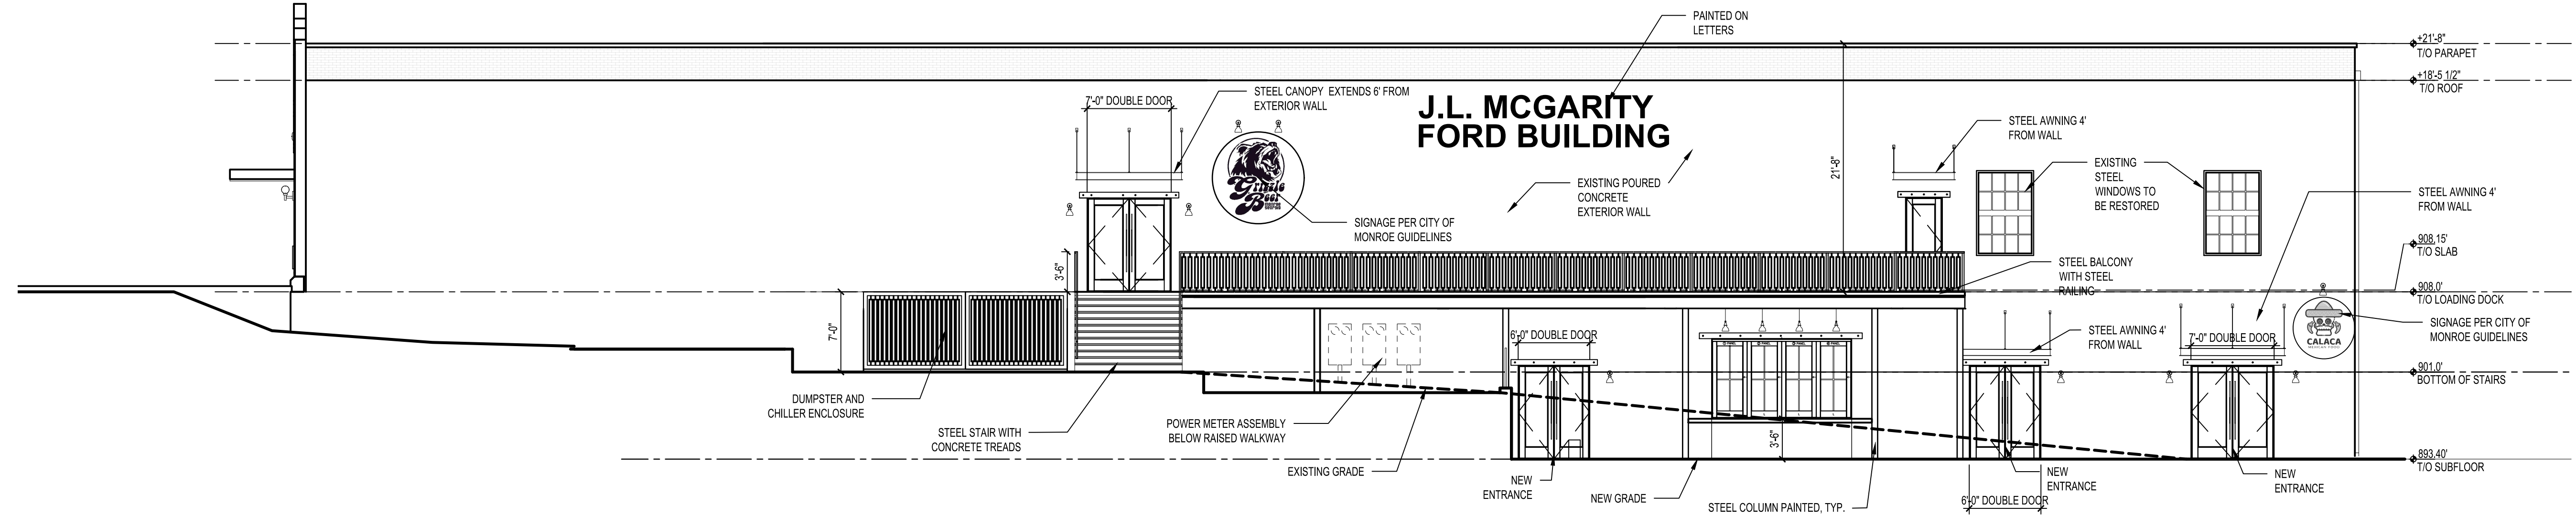 PAINTED ON
LETTERS
+21'-8"
T/O PARAPET
+18'-5 1/2"
T/O ROOF
7'-0" DOUBLE DOOR
STEEL CANOPY EXTENDS 6' FROM
EXTERIOR WALL
J.L. MCGARITY
FORD BUILDING
STEEL AWNING 4'
FROM WALL
21'-8"
EXISTING
STEEL
WINDOWS TO
BE RESTORED
EXISTING POURED
CONCRETE
EXTERIOR WALL
STEEL AWNING 4'
FROM WALL
Grizzle
Beer
SIGNAGE PER CITY OF
MONROE GUIDELINES
908.15'
T/O SLAB
3'-6"
STEEL BALCONY
WITH STEEL
RAILING
908.0'
T/O LOADING DOCK
7'-0"
6'-0" DOUBLE DOOR
STEEL AWNING 4'
FROM WALL
7'-0" DOUBLE DOOR
CALACA
MEXICAN FOOD
SIGNAGE PER CITY OF
MONROE GUIDELINES
901.0'
BOTTOM OF STAIRS
DUMPSTER AND
CHILLER ENCLOSURE
STEEL STAIR WITH
CONCRETE TREADS
POWER METER ASSEMBLY
BELOW RAISED WALKWAY
3'-6"
EXISTING GRADE
NEW
ENTRANCE
NEW GRADE
STEEL COLUMN PAINTED, TYP.
6'-0" DOUBLE DOOR
NEW
ENTRANCE
NEW
ENTRANCE
893.40'
T/O SUBFLOOR